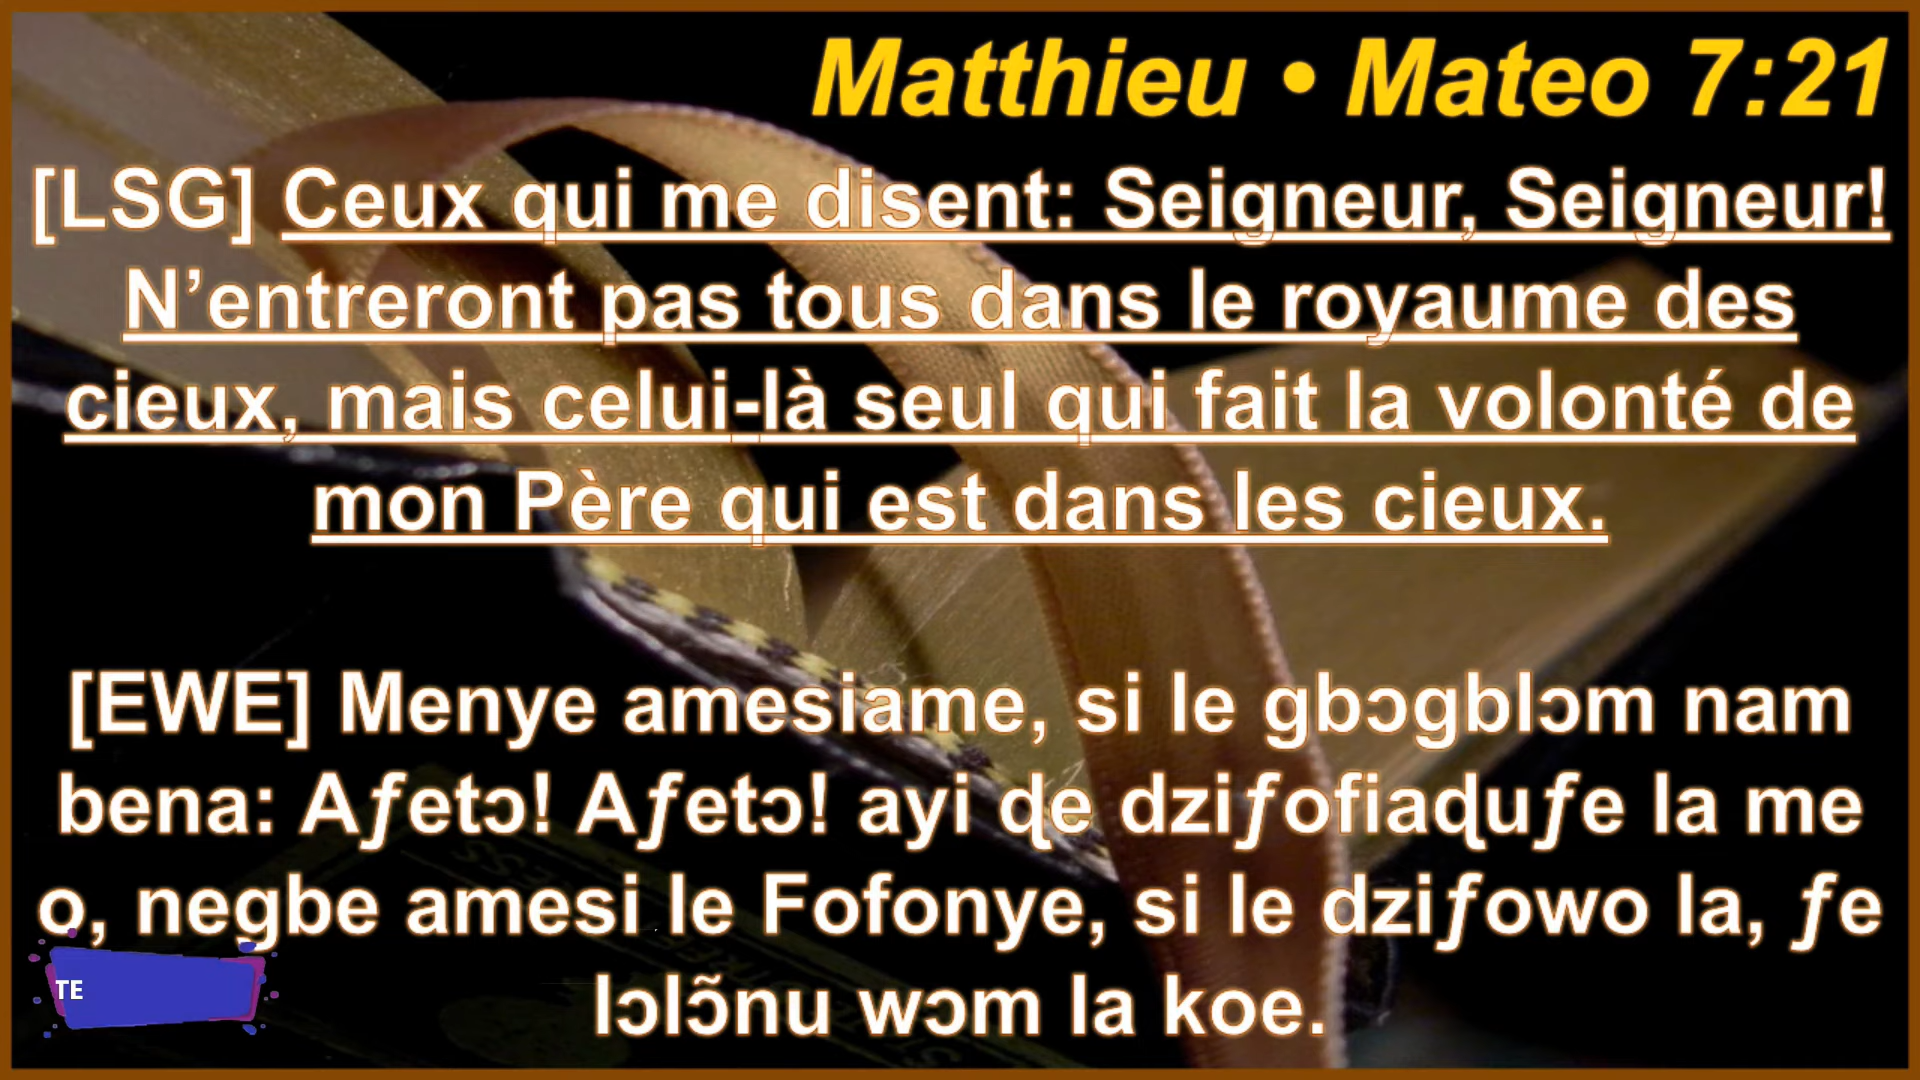 Matthieu • Mateo 7:21
[LSG] Ceux qui me disent: Seigneur, Seigneur!
N’entreront pas tous dans le royaume des
cieux, mais celui-là seul qui fait la volonté de
mon Père qui est dans les cieux.
[EWE] Menye amesiame, si le gbɔgblɔm nam
bena: Aƒetɔ! Aƒetɔ! ayi ɖe dziƒofiaɖuƒe la me
o, negbe amesi le Fofonye, si le dziƒowo la, ƒe
lɔlɔ̃nu wɔm la koe.
TE